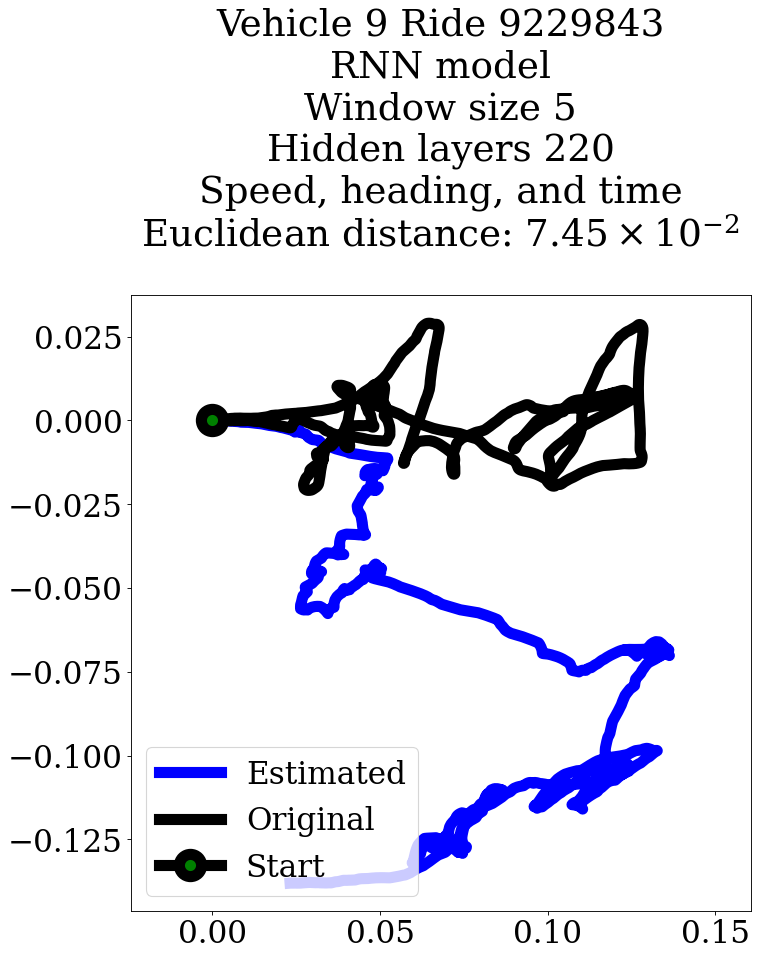 Vehicle 9 Ride 9229843
RNN model
Window size 5
Hidden layers 220
Speed, heading, and time
Euclidean distance: 7.45 × 10⁻²
0.025
0.000
−0.025
−0.050
−0.075
−0.100
−0.125
Estimated
Original
Start
0.00 0.05 0.10 0.15